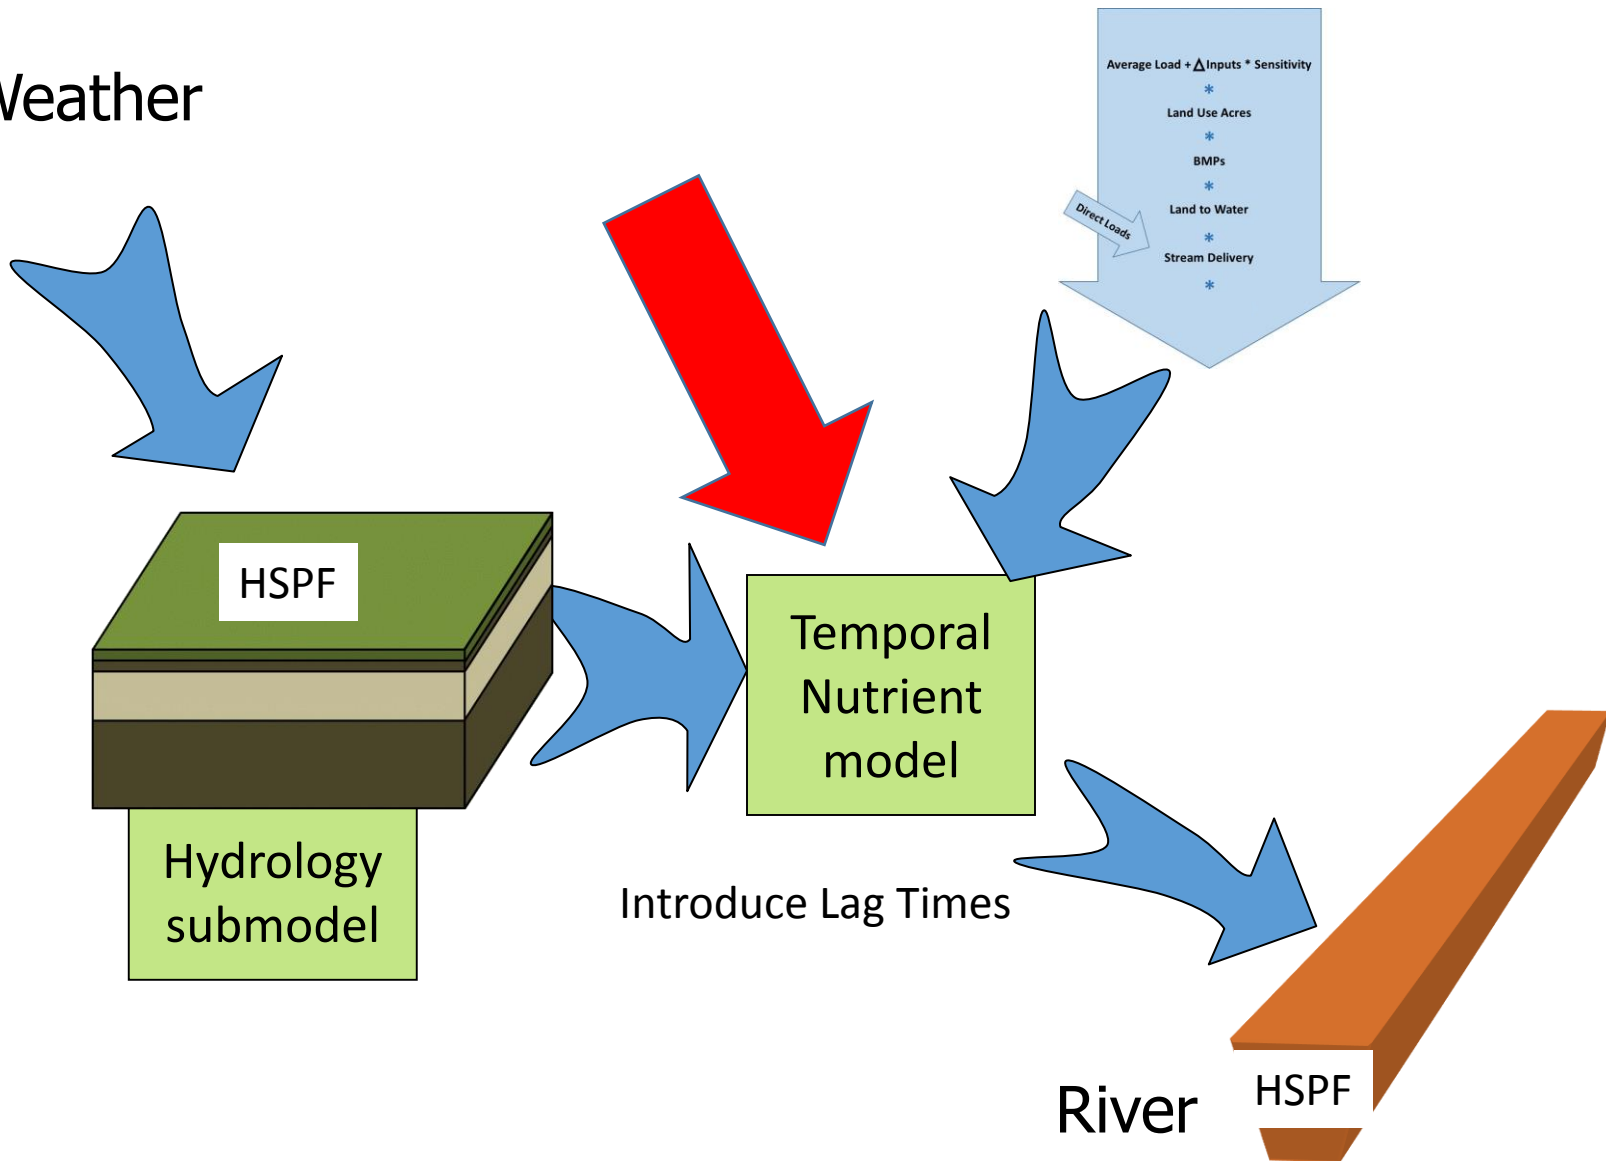 Weather
Average Load + Δ Inputs * Sensitivity
*
Land Use Acres
*
BMPs
*
Land to Water
*
Direct Loads
Stream Delivery
*
HSPF
Temporal
Nutrient
model
Hydrology
submodel
Introduce Lag Times
River
HSPF